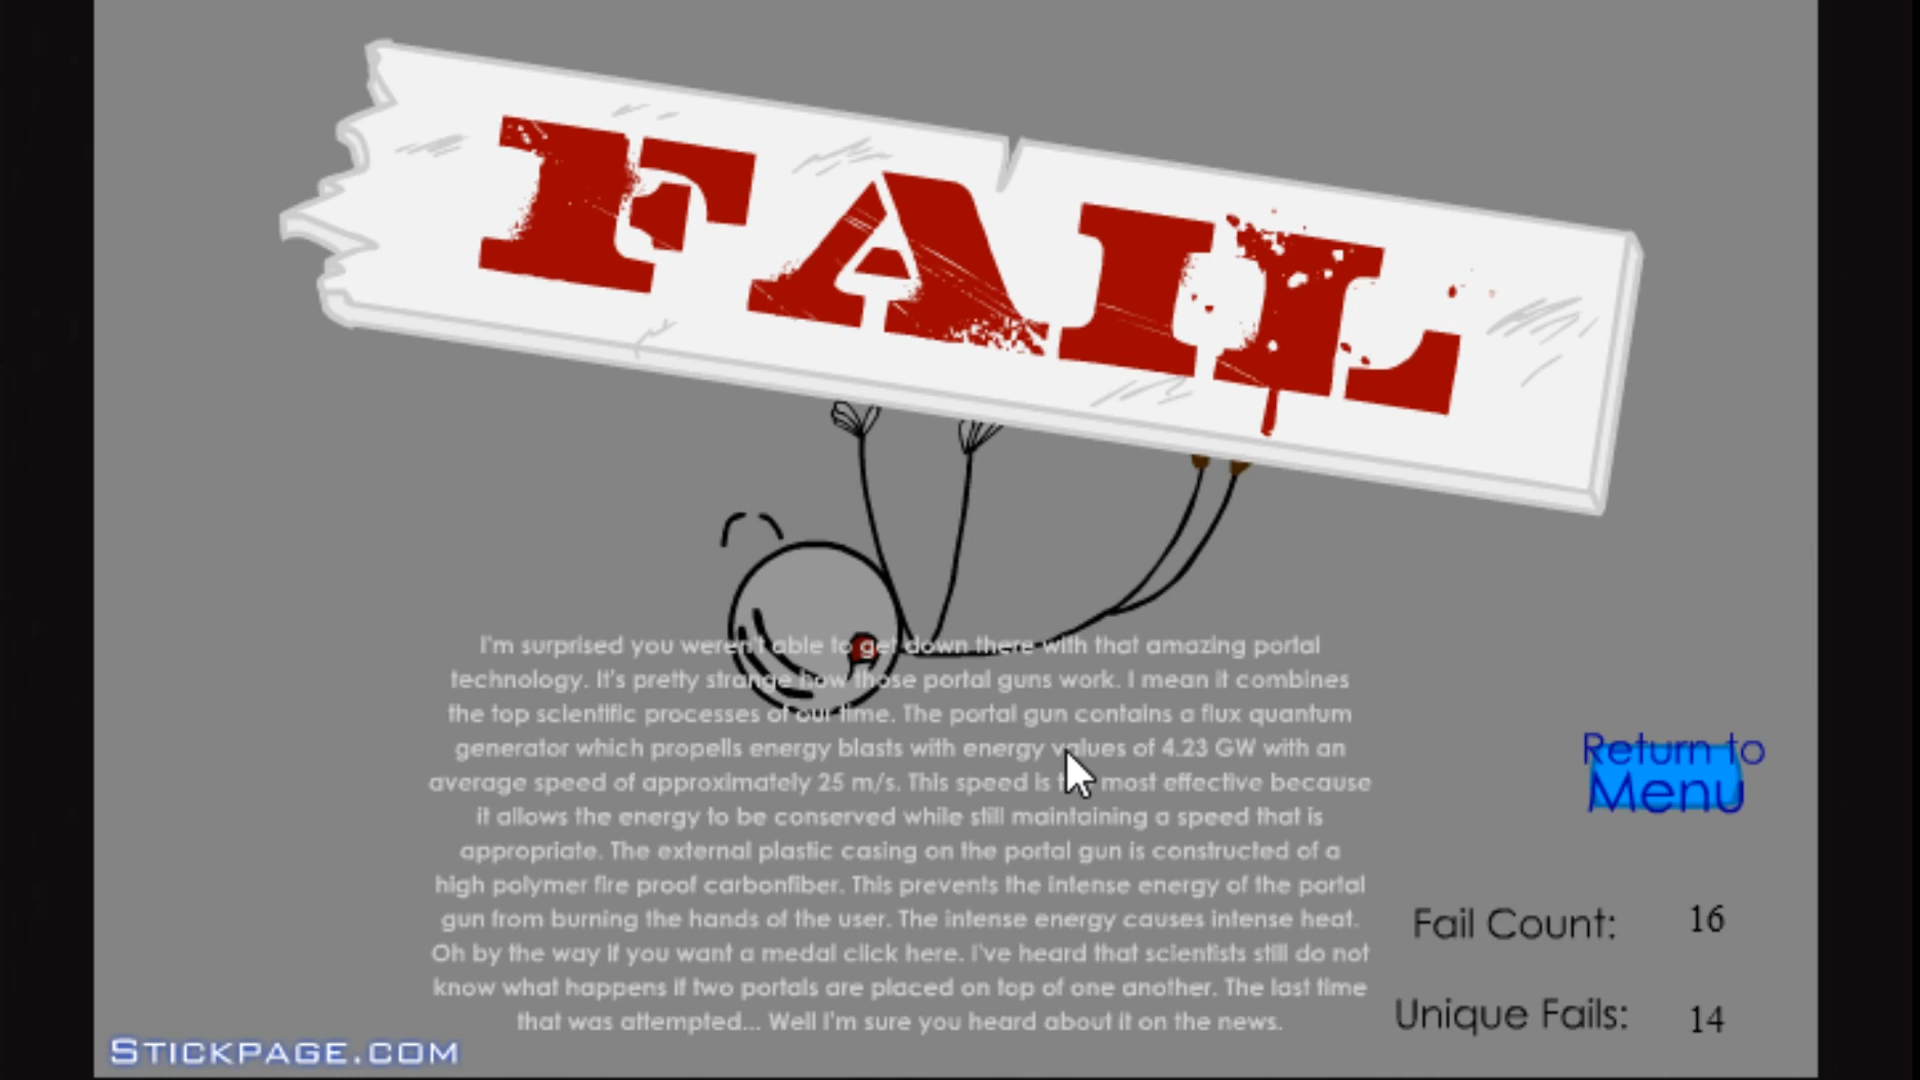 FAIL
I'm surprised you weren't able to get down there with that amazing portal
technology. It's pretty strange how those portal guns work. I mean it combines
the top scientific processes of our time. The portal gun contains a flux quantum
generator which propells energy blasts with energy values of 4.23 GW with an
average speed of approximately 25 m/s. This speed is the most effective because
it allows the energy to be conserved while still maintaining a speed that is
appropriate. The external plastic casing on the portal gun is constructed of a
high polymer fire proof carbonfiber. This prevents the intense energy of the portal
gun from burning the hands of the user. The intense energy causes intense heat.
Oh by the way if you want a medal click here. I've heard that scientists still do not
know what happens if two portals are placed on top of one another. The last time
that was attempted... Well I'm sure you heard about it on the news.
Return to
Menu
Fail Count: 16
Unique Fails: 14
STICKPAGE.COM